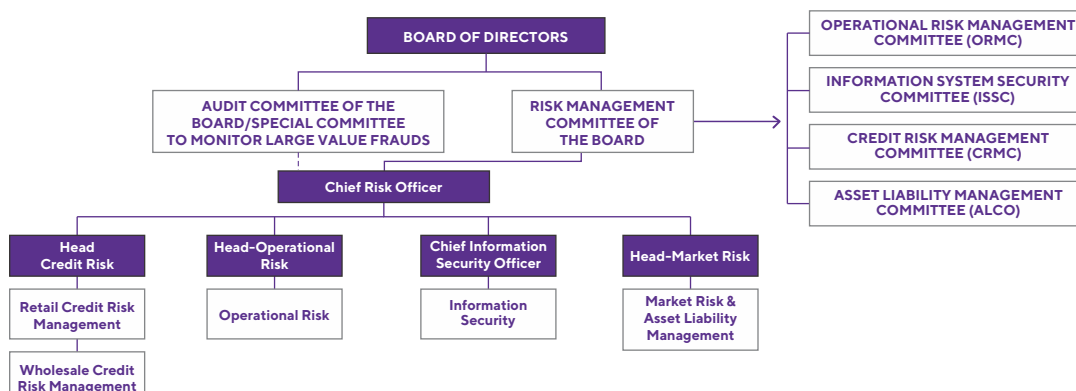 BOARD OF DIRECTORS
OPERATIONAL RISK MANAGEMENT
COMMITTEE (ORMC)
INFORMATION SYSTEM SECURITY
COMMITTEE (ISSC)
CREDIT RISK MANAGEMENT
COMMITTEE (CRMC)
ASSET LIABILITY MANAGEMENT
COMMITTEE (ALCO)
AUDIT COMMITTEE OF THE
BOARD/SPECIAL COMMITTEE
TO MONITOR LARGE VALUE FRAUDS
RISK MANAGEMENT
COMMITTEE OF
THE BOARD
Chief Risk Officer
Head
Credit Risk
Head-Operational
Risk
Chief Information
Security Officer
Head-Market Risk
Retail Credit Risk
Management
Operational Risk
Information
Security
Market Risk &
Asset Liability
Management
Wholesale Credit
Risk Management